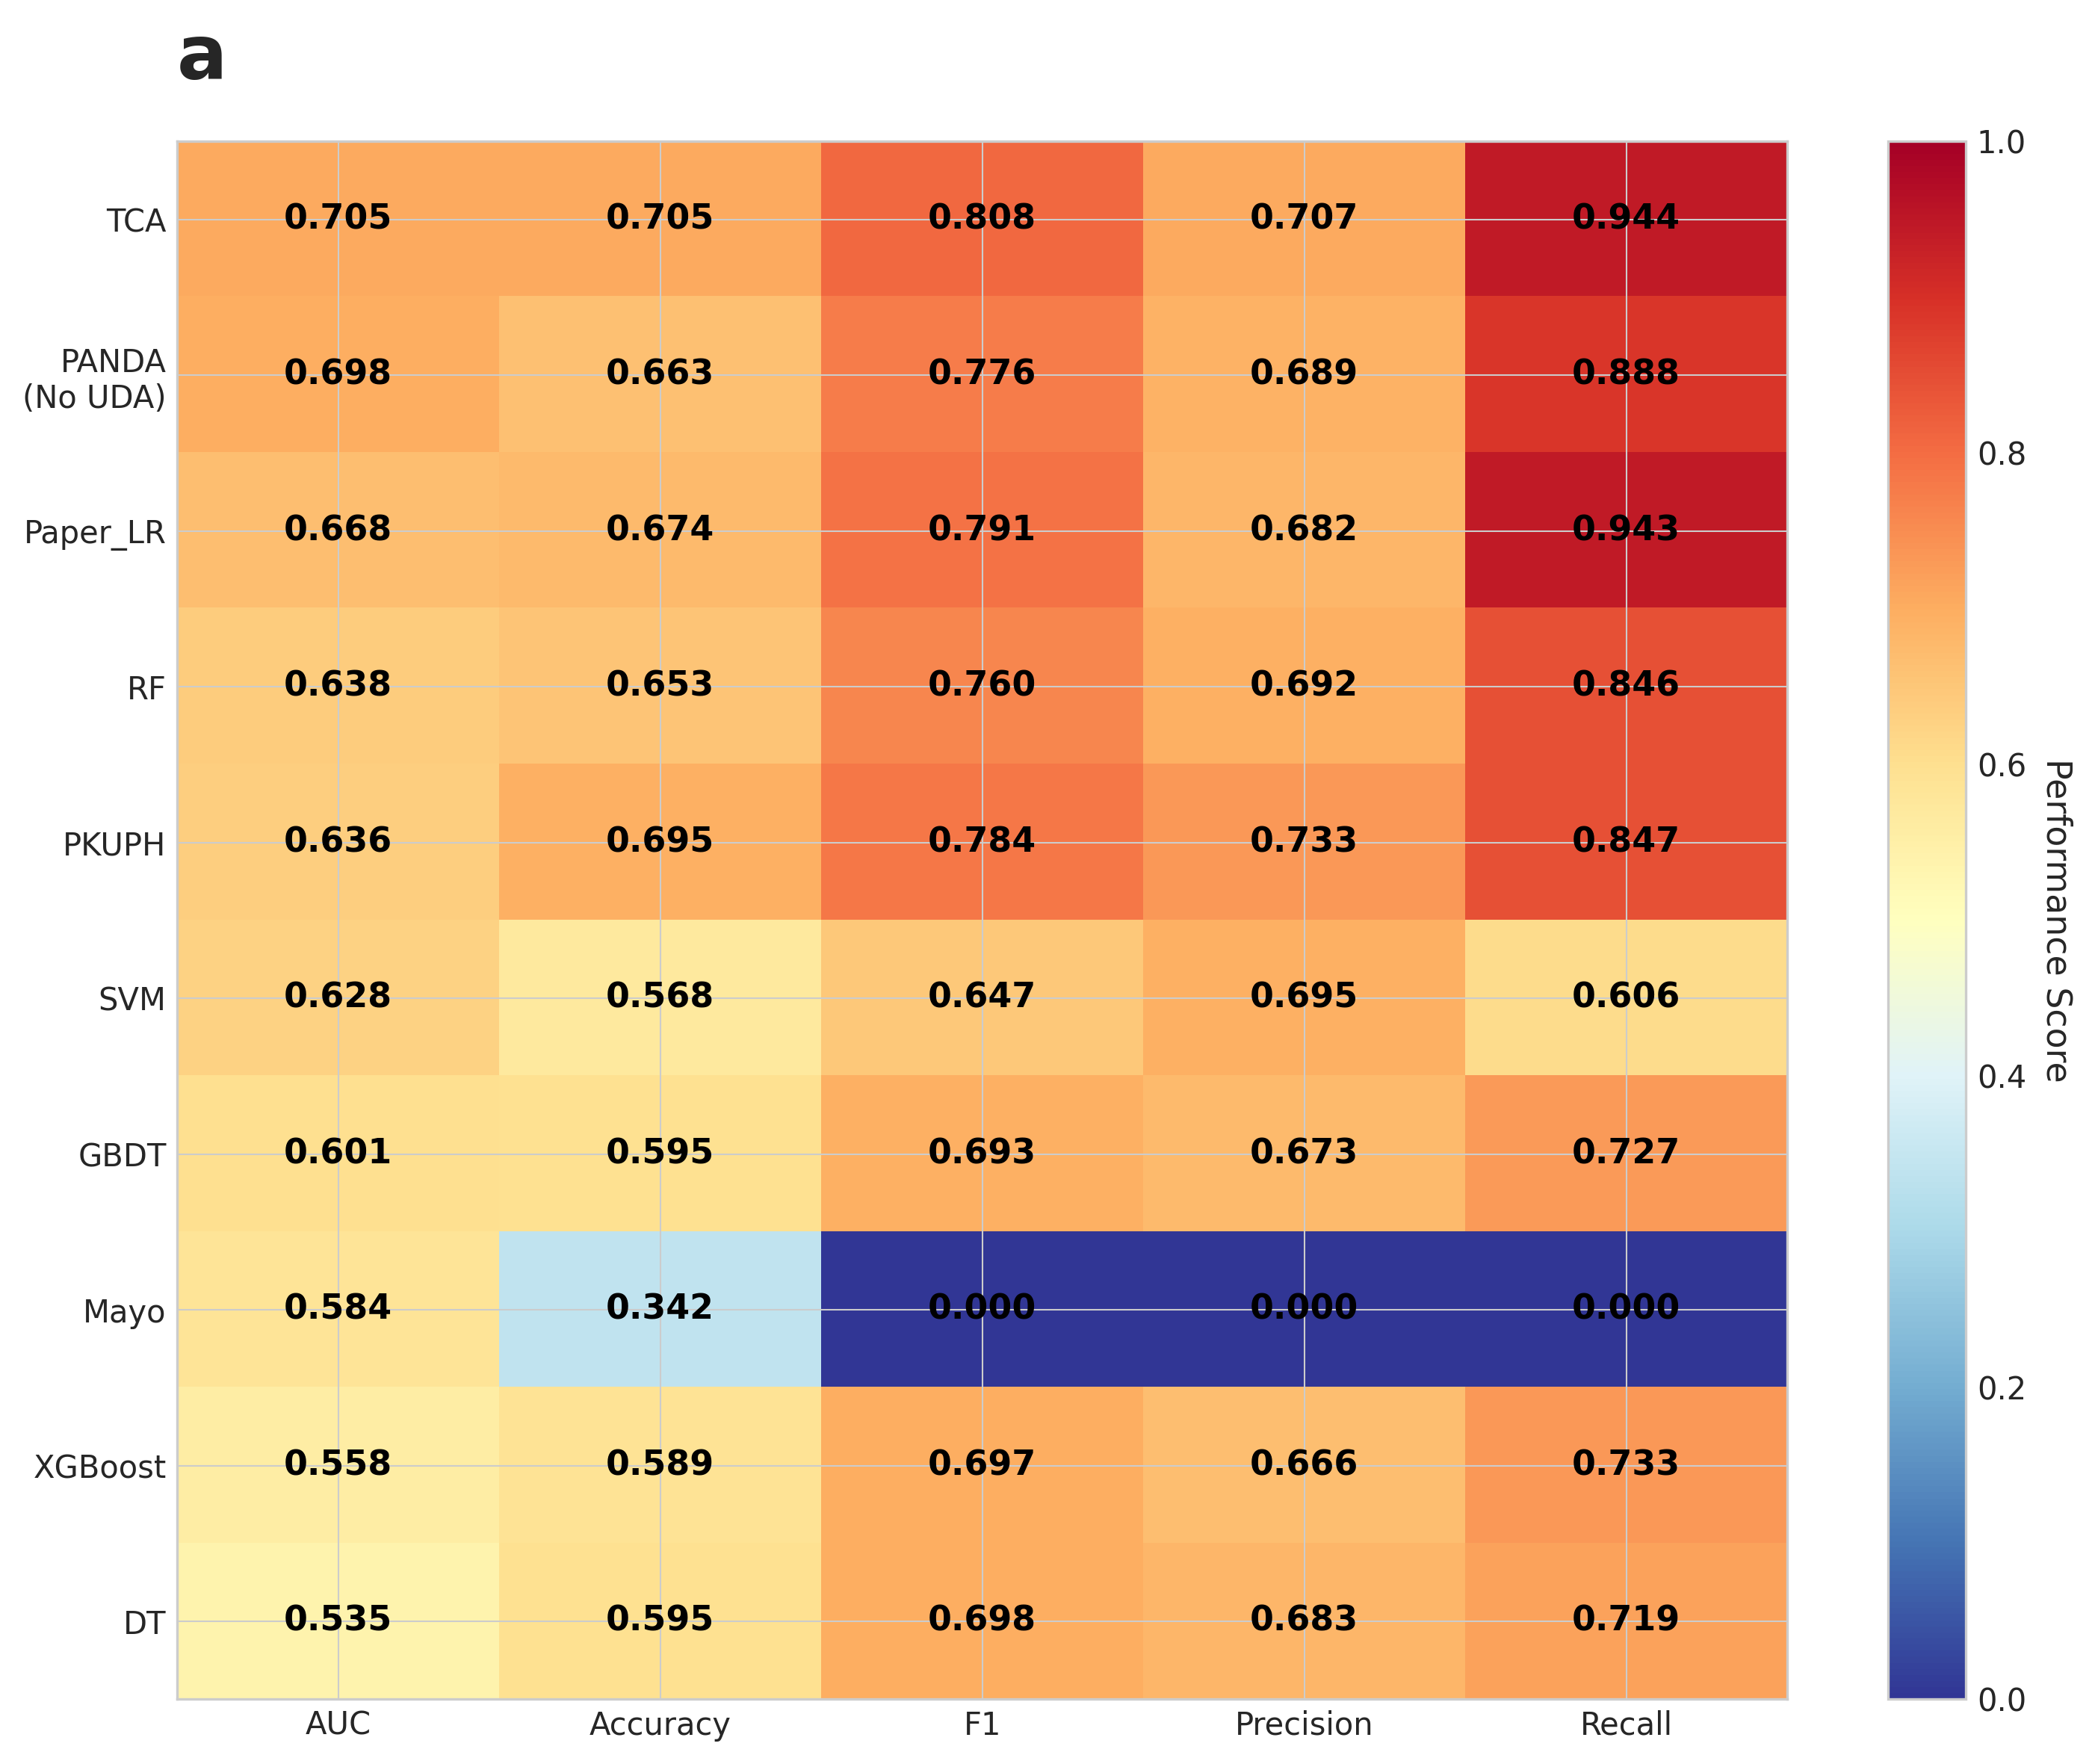 a
TCA 0.705 0.705 0.808 0.707 0.944
PANDA
(No UDA) 0.698 0.663 0.776 0.689 0.888
Paper_LR 0.668 0.674 0.791 0.682 0.943
RF 0.638 0.653 0.760 0.692 0.846
PKUPH 0.636 0.695 0.784 0.733 0.847
SVM 0.628 0.568 0.647 0.695 0.606
GBDT 0.601 0.595 0.693 0.673 0.727
Mayo 0.584 0.342 0.000 0.000 0.000
XGBoost 0.558 0.589 0.697 0.666 0.733
DT 0.535 0.595 0.698 0.683 0.719
AUC Accuracy F1 Precision Recall
1.0
0.8
0.6
0.4
0.2
0.0
Performance Score